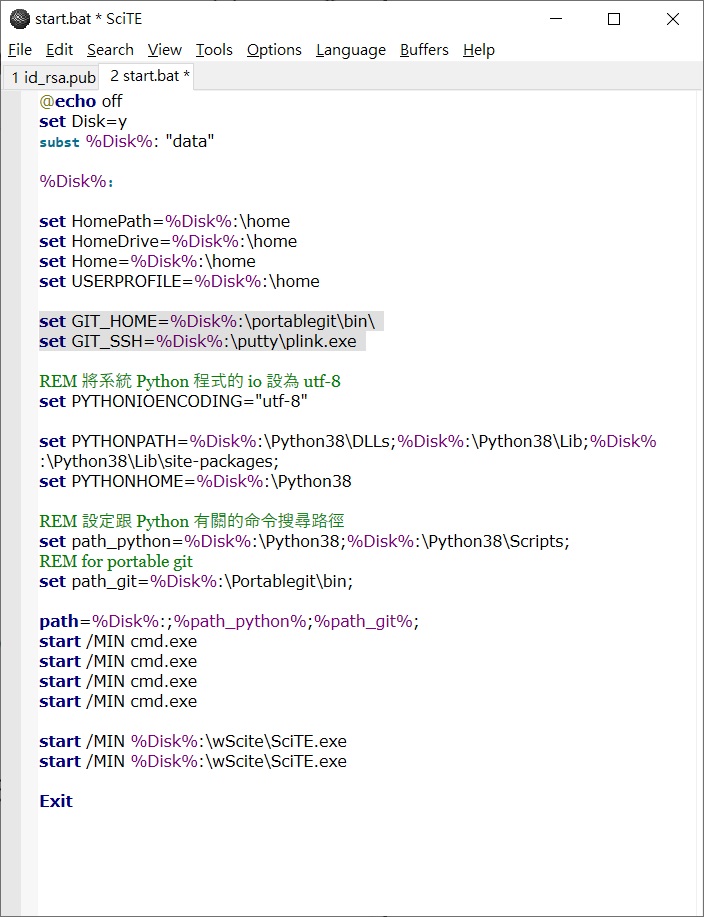 start.bat * SciTE
File Edit Search View Tools Options Language Buffers Help
1 id_rsa.pub 2 start.bat *
@echo off
set Disk=y
subst %Disk%: "data"
%Disk%:
set HomePath=%Disk%:\home
set HomeDrive=%Disk%:\home
set Home=%Disk%:\home
set USERPROFILE=%Disk%:\home
set GIT_HOME=%Disk%:\portablegit\bin\
set GIT_SSH=%Disk%:\putty\plink.exe
REM 將系統 Python 程式的 io 設為 utf-8
set PYTHONIOENCODING="utf-8"
set PYTHONPATH=%Disk%:\Python38\DLLs;%Disk%:\Python38\Lib;%Disk%
:\Python38\Lib\site-packages;
set PYTHONHOME=%Disk%:\Python38
REM 設定跟 Python 有關的命令搜尋路徑
set path_python=%Disk%:\Python38;%Disk%:\Python38\Scripts;
REM for portable git
set path_git=%Disk%:\Portablegit\bin;
path=%Disk%:;%path_python%;%path_git%;
start /MIN cmd.exe
start /MIN cmd.exe
start /MIN cmd.exe
start /MIN cmd.exe
start /MIN %Disk%:\wScite\SciTE.exe
start /MIN %Disk%:\wScite\SciTE.exe
Exit